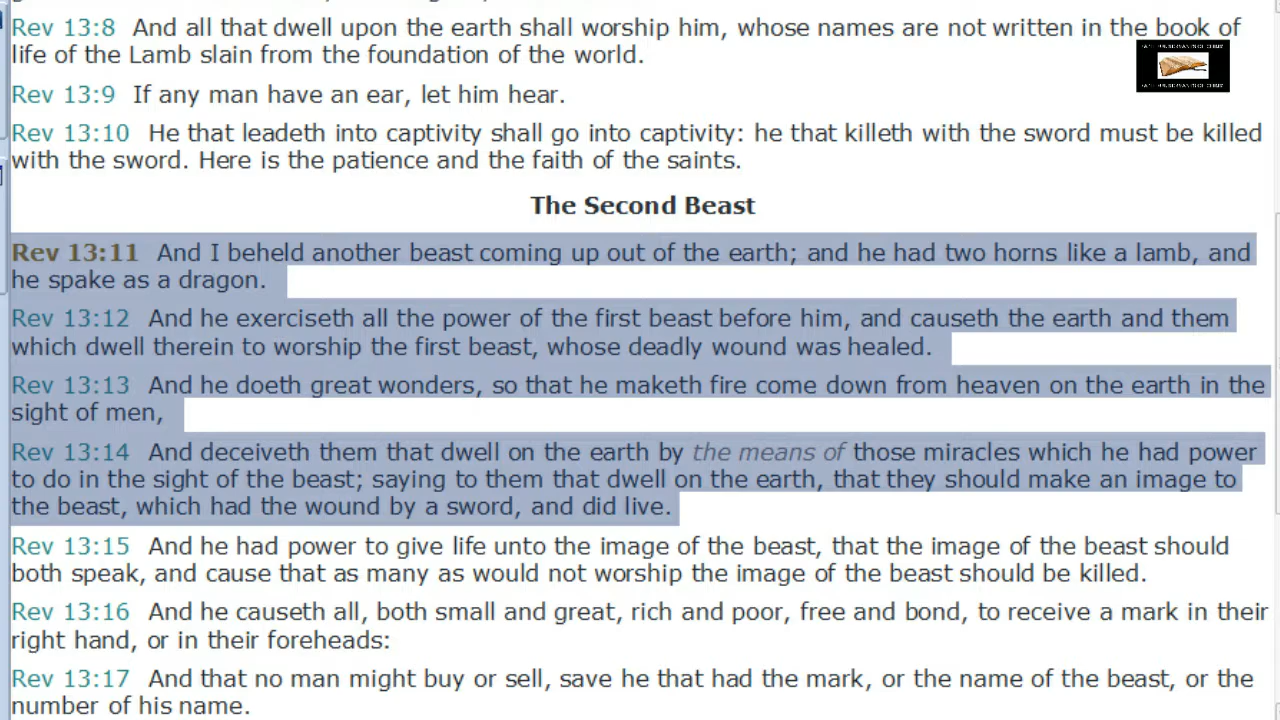 Rev 13:8 And all that dwell upon the earth shall worship him, whose names are not written in the book of
life of the Lamb slain from the foundation of the world.
Rev 13:9 If any man have an ear, let him hear.
Rev 13:10 He that leadeth into captivity shall go into captivity: he that killeth with the sword must be killed
with the sword. Here is the patience and the faith of the saints.
The Second Beast
Rev 13:11 And I beheld another beast coming up out of the earth; and he had two horns like a lamb, and
he spake as a dragon.
Rev 13:12 And he exerciseth all the power of the first beast before him, and causeth the earth and them
which dwell therein to worship the first beast, whose deadly wound was healed.
Rev 13:13 And he doeth great wonders, so that he maketh fire come down from heaven on the earth in the
sight of men,
Rev 13:14 And deceiveth them that dwell on the earth by the means of those miracles which he had power
to do in the sight of the beast; saying to them that dwell on the earth, that they should make an image to
the beast, which had the wound by a sword, and did live.
Rev 13:15 And he had power to give life unto the image of the beast, that the image of the beast should
both speak, and cause that as many as would not worship the image of the beast should be killed.
Rev 13:16 And he causeth all, both small and great, rich and poor, free and bond, to receive a mark in their
right hand, or in their foreheads:
Rev 13:17 And that no man might buy or sell, save he that had the mark, or the name of the beast, or the
number of his name.